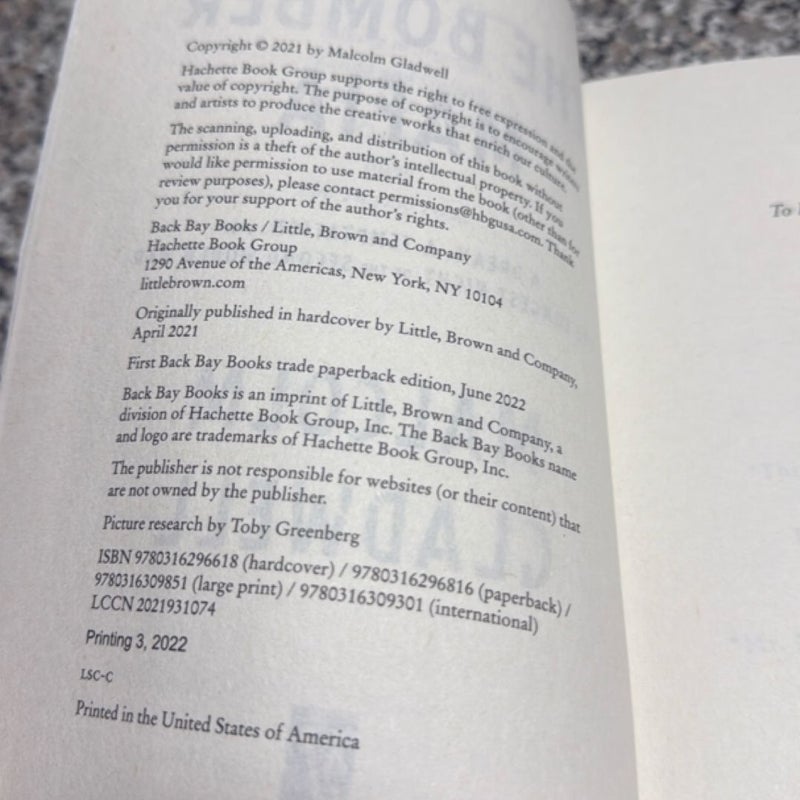 Copyright © 2021 by Malcolm Gladwell
Hachette Book Group supports the right to free expression and the
value of copyright. The purpose of copyright is to encourage writers
and artists to produce the creative works that enrich our culture.
The scanning, uploading, and distribution of this book without
permission is a theft of the author's intellectual property. If you
would like permission to use material from the book (other than for
review purposes), please contact permissions@hbgusa.com. Thank
you for your support of the author's rights.
Back Bay Books / Little, Brown and Company
Hachette Book Group
1290 Avenue of the Americas, New York, NY 10104
littlebrown.com
Originally published in hardcover by Little, Brown and Company,
April 2021
First Back Bay Books trade paperback edition, June 2022
Back Bay Books is an imprint of Little, Brown and Company, a
division of Hachette Book Group, Inc. The Back Bay Books name
and logo are trademarks of Hachette Book Group, Inc.
The publisher is not responsible for websites (or their content) that
are not owned by the publisher.
Picture research by Toby Greenberg
ISBN 9780316296618 (hardcover) / 9780316296816 (paperback) /
9780316309851 (large print) / 9780316309301 (international)
LCCN 2021931074
Printing 3, 2022
LSC-C
Printed in the United States of America
To